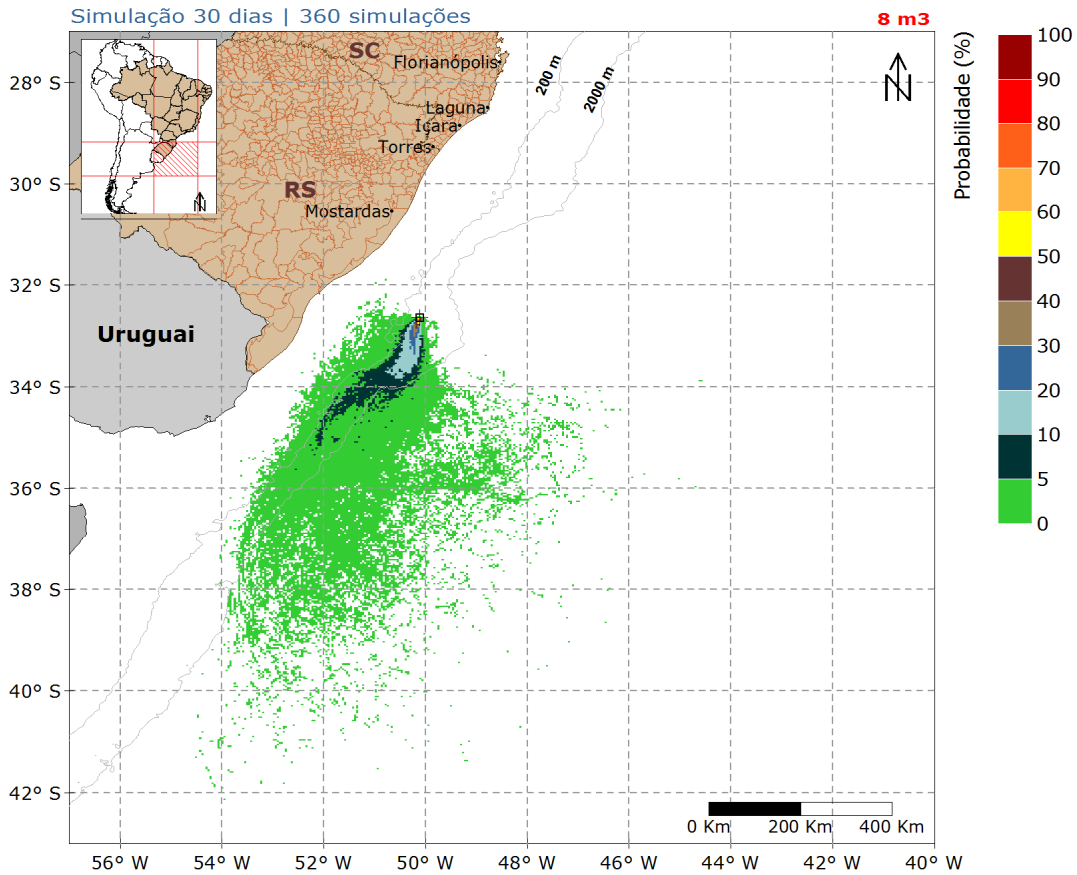 Simulação 30 dias | 360 simulações
8 m3
SC
Florianópolis
Laguna
Içara
Torres
RS
Mostardas
Uruguai
200 m
2000 m
N
N
28° S
30° S
32° S
34° S
36° S
38° S
40° S
42° S
56° W
54° W
52° W
50° W
48° W
46° W
44° W
42° W
40° W
0 Km
200 Km
400 Km
Probabilidade (%)
100
90
80
70
60
50
40
30
20
10
5
0